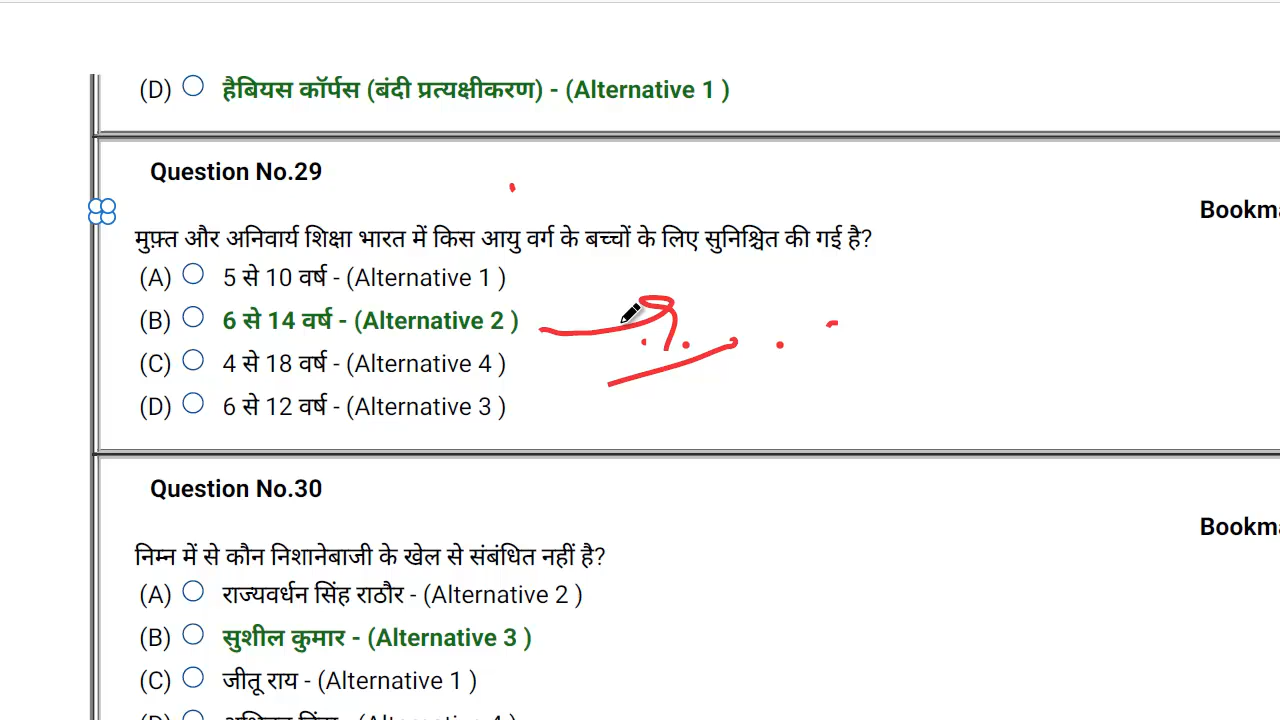 (D) हैबियस कॉर्पस (बंदी प्रत्यक्षीकरण) - (Alternative 1 )
Question No.29
Bookma
मुफ़्त और अनिवार्य शिक्षा भारत में किस आयु वर्ग के बच्चों के लिए सुनिश्चित की गई है?
(A) 5 से 10 वर्ष - (Alternative 1 )
(B) 6 से 14 वर्ष - (Alternative 2 )
(C) 4 से 18 वर्ष - (Alternative 4 )
(D) 6 से 12 वर्ष - (Alternative 3 )
Question No.30
Bookma
निम्न में से कौन निशानेबाजी के खेल से संबंधित नहीं है?
(A) राज्यवर्धन सिंह राठौर - (Alternative 2 )
(B) सुशील कुमार - (Alternative 3 )
(C) जीतू राय - (Alternative 1 )